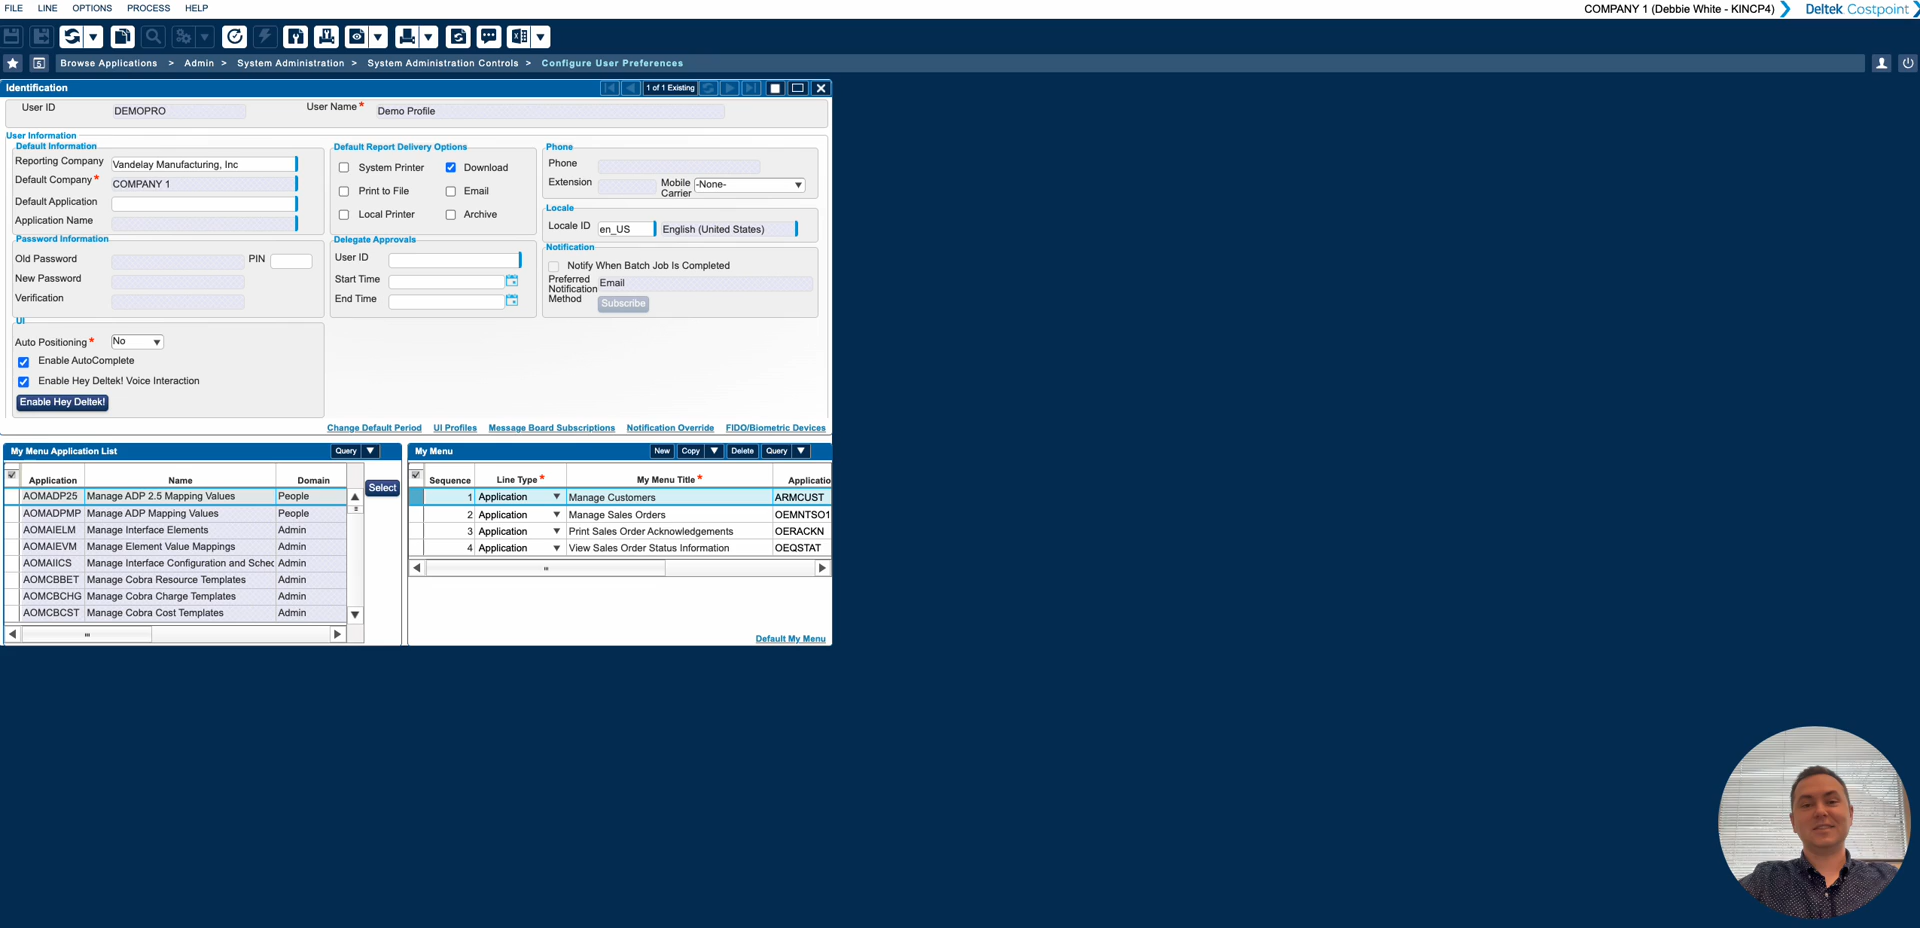 FILE LINE OPTIONS PROCESS HELP
COMPANY 1 (Debbie White - KINCP4) Deltek Costpoint
Browse Applications > Admin > System Administration > System Administration Controls > Configure User Preferences
Identification
1 of 1 Existing
User ID DEMOPRO User Name* Demo Profile
User Information
Default Information
Reporting Company Vandelay Manufacturing, Inc
Default Company* COMPANY 1
Default Application
Application Name
Password Information
Old Password PIN
New Password
Verification
UI
Auto Positioning* No
Enable AutoComplete
Enable Hey Deltek! Voice Interaction
Enable Hey Deltek!
Default Report Delivery Options
System Printer Download
Print to File Email
Local Printer Archive
Delegate Approvals
User ID
Start Time
End Time
Phone
Phone
Extension Mobile Carrier -None-
Locale
Locale ID en_US English (United States)
Notification
Notify When Batch Job Is Completed
Preferred Notification Method Email
Subscribe
Change Default Period UI Profiles Message Board Subscriptions Notification Override FIDO/Biometric Devices
My Menu Application List Query
Application Name Domain
AOMADP25 Manage ADP 2.5 Mapping Values People
AOMADPMP Manage ADP Mapping Values People
AOMAIELM Manage Interface Elements Admin
AOMAIEVM Manage Element Value Mappings Admin
AOMAIICS Manage Interface Configuration and Sched Admin
AOMCBBET Manage Cobra Resource Templates Admin
AOMCBCHG Manage Cobra Charge Templates Admin
AOMCBCST Manage Cobra Cost Templates Admin
Select
My Menu New Copy Delete Query
Sequence Line Type* My Menu Title* Applicatio
1 Application Manage Customers ARMCUST
2 Application Manage Sales Orders OEMNTSO1
3 Application Print Sales Order Acknowledgements OERACKN
4 Application View Sales Order Status Information OEQSTAT
Default My Menu